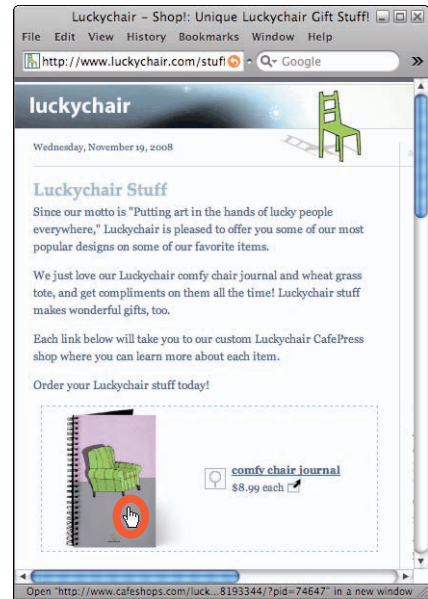 Luckychair – Shop!: Unique Luckychair Gift Stuff!
File Edit View History Bookmarks Window Help
http://www.luckychair.com/stuf Google »
luckychair
Wednesday, November 19, 2008
Luckychair Stuff
Since our motto is "Putting art in the hands of lucky people
everywhere," Luckychair is pleased to offer you some of our most
popular designs on some of our favorite items.
We just love our Luckychair comfy chair journal and wheat grass
tote, and get compliments on them all the time! Luckychair stuff
makes wonderful gifts, too.
Each link below will take you to our custom Luckychair CafePress
shop where you can learn more about each item.
Order your Luckychair stuff today!
comfy chair journal
$8.99 each
Open "http://www.cafeshops.com/luck...8193344/?pid=74647" in a new window